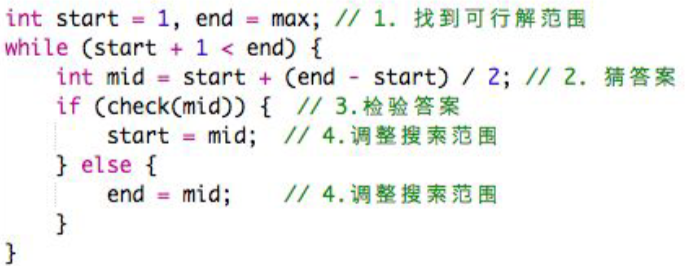 int start = 1, end = max; // 1. 找到可行解范围
while (start + 1 < end) {
    int mid = start + (end - start) / 2; // 2. 猜答案
    if (check(mid)) {  // 3.检验答案
        start = mid;  // 4.调整搜索范围
    } else {
        end = mid;    // 4.调整搜索范围
    }
}